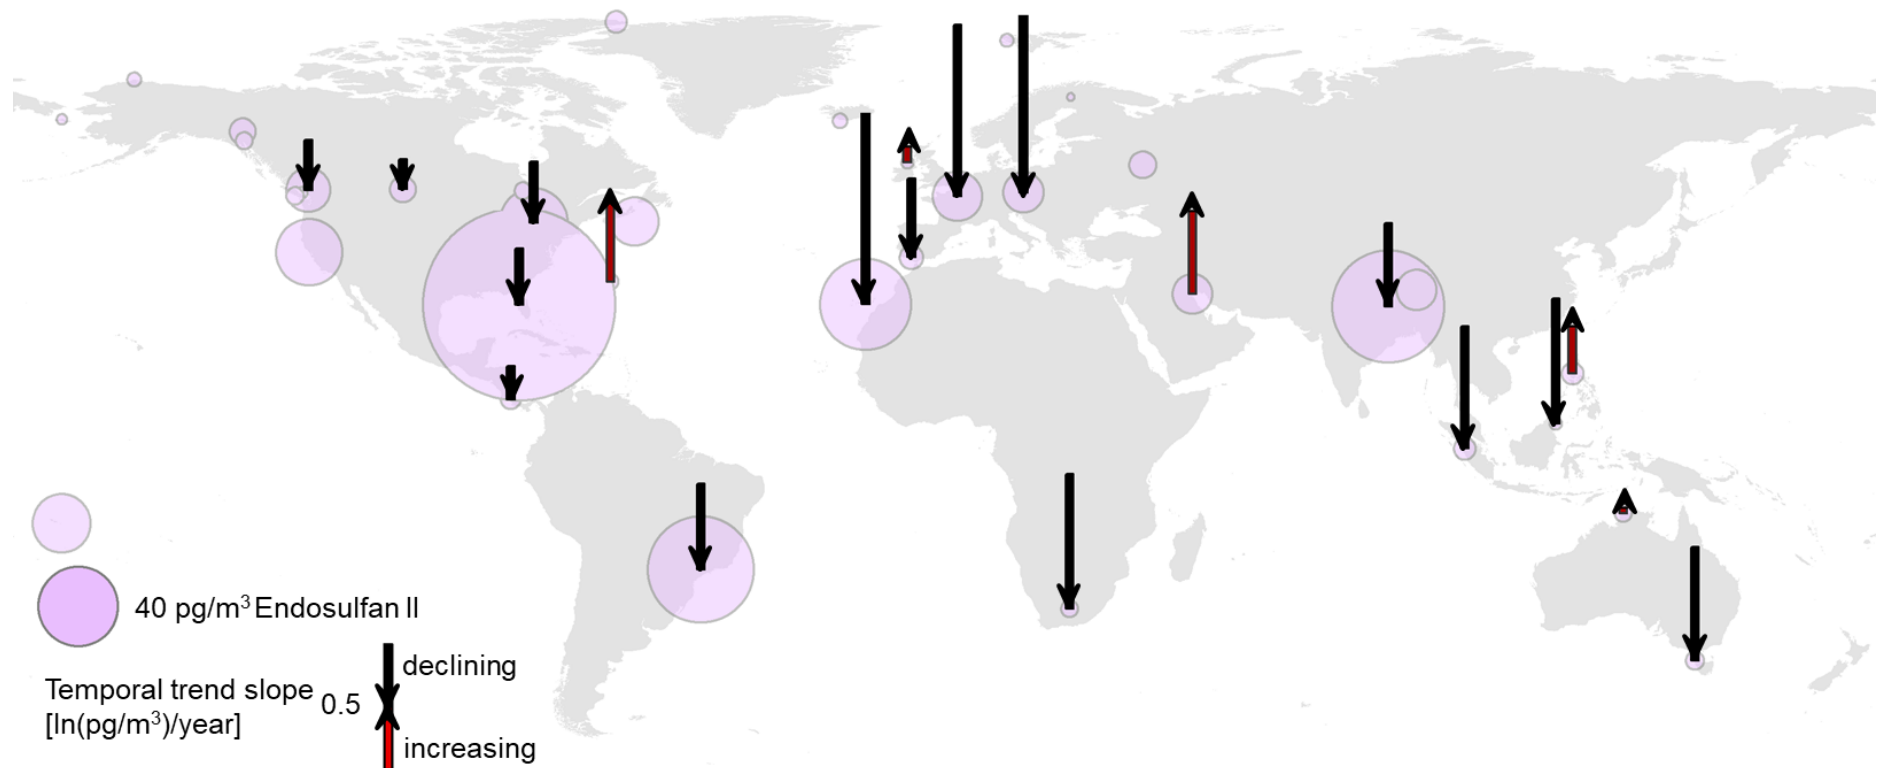 40 pg/m³ Endosulfan II
declining
Temporal trend slope
0.5
[ln(pg/m³)/year]
increasing